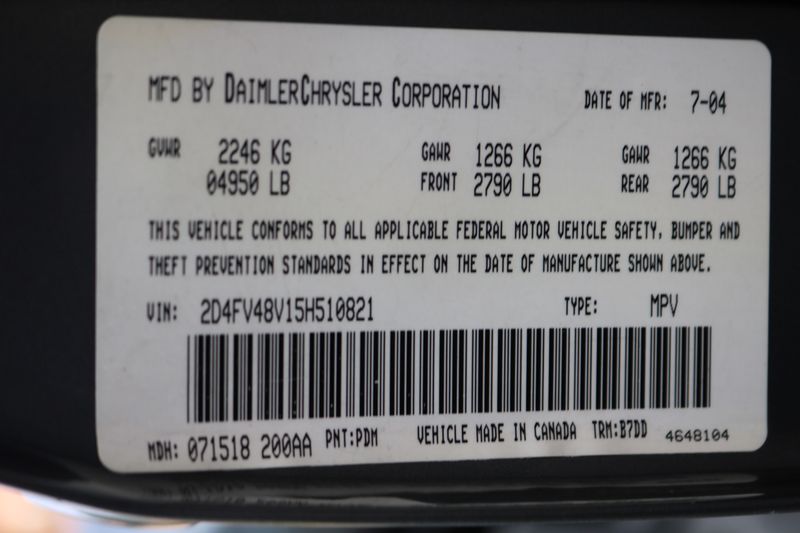 MFD BY DAIMLERCHRYSLER CORPORATION DATE OF MFR: 7-04
GVWR 2246 KG GAWR 1266 KG GAWR 1266 KG
04950 LB FRONT 2790 LB REAR 2790 LB
THIS VEHICLE CONFORMS TO ALL APPLICABLE FEDERAL MOTOR VEHICLE SAFETY, BUMPER AND
THEFT PREVENTION STANDARDS IN EFFECT ON THE DATE OF MANUFACTURE SHOWN ABOVE.
VIN: 2D4FV48V15H510821 TYPE: MPV
MDH: 071518 200AA PNT:PDM VEHICLE MADE IN CANADA TRM:B7DD 4648104